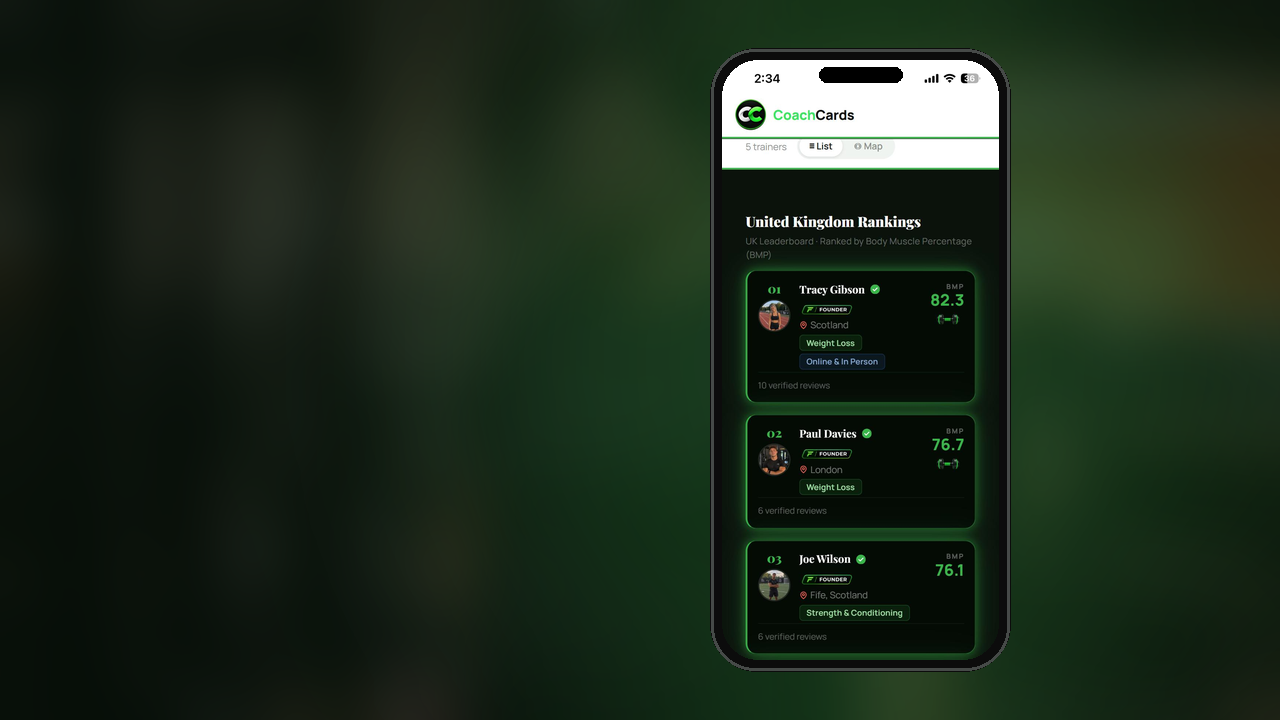 2:34
36
CC CoachCards
5 trainers
List
Map
United Kingdom Rankings
UK Leaderboard · Ranked by Body Muscle Percentage
(BMP)
01
Tracy Gibson
BMP
82.3
FOUNDER
Scotland
Weight Loss
Online & In Person
10 verified reviews
02
Paul Davies
BMP
76.7
FOUNDER
London
Weight Loss
6 verified reviews
03
Joe Wilson
BMP
76.1
FOUNDER
Fife, Scotland
Strength & Conditioning
6 verified reviews